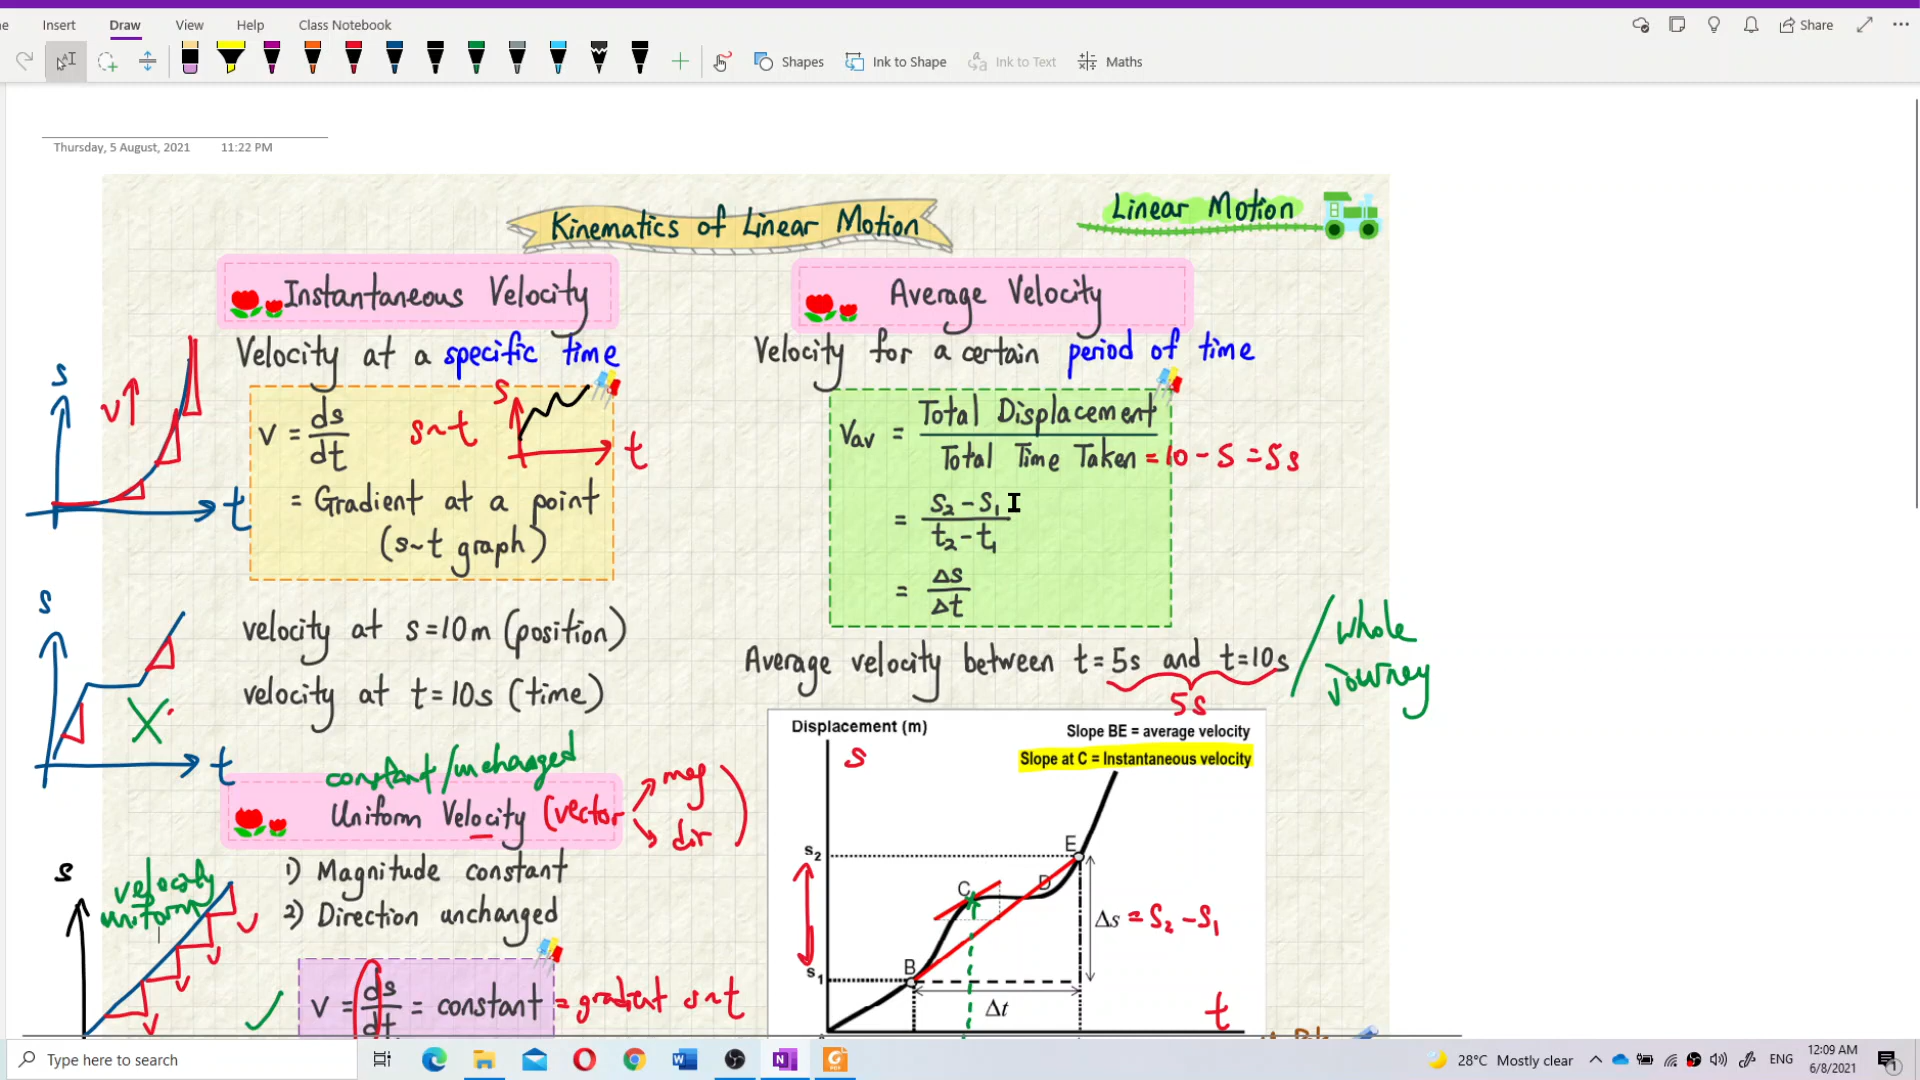 Insert Draw View Help Class Notebook Share
Shapes Ink to Shape Ink to Text Maths
Thursday, 5 August, 2021 11:22 PM
Kinematics of Linear Motion
Linear Motion
Instantaneous Velocity
Velocity at a specific time
s
v↑
t
v = ds/dt
s~t
s
t
= Gradient at a point
(s~t graph)
velocity at s=10m (position)
velocity at t=10s (time)
s
X
t
constant/unchanged
Uniform Velocity (vector → mag → dir)
1) Magnitude constant
2) Direction unchanged
s
velocity
uniform
v = ds/dt = constant = gradient s~t
Average Velocity
Velocity for a certain period of time
Vav = Total Displacement
Total Time Taken = 10 - 5 = 5s
= s₂ - s₁
t₂ - t₁
= Δs
Δt
Average velocity between t=5s and t=10s / whole journey
5s
Displacement (m)
s
Slope BE = average velocity
Slope at C = Instantaneous velocity
s2
E
C
D
Δs = s₂ - s₁
B
s1
Δt
t
Type here to search
28°C Mostly clear
ENG
12:09 AM
6/8/2021
1